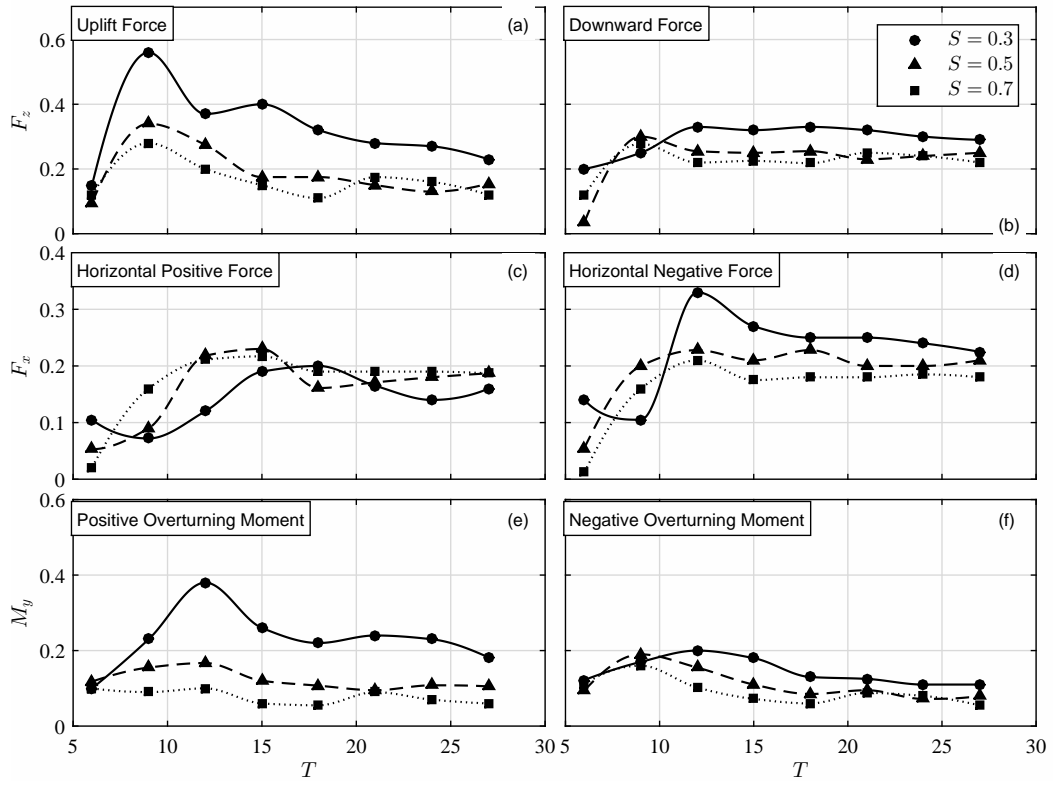 Uplift Force
(a)
Downward Force
S = 0.3
S = 0.5
S = 0.7
0.6
0.4
0.2
0
F_z
(b)
Horizontal Positive Force
(c)
Horizontal Negative Force
(d)
0.4
0.3
0.2
0.1
0
F_x
Positive Overturning Moment
(e)
Negative Overturning Moment
(f)
0.6
0.4
0.2
0
M_y
5 10 15 20 25 30 5 10 15 20 25 30
T T